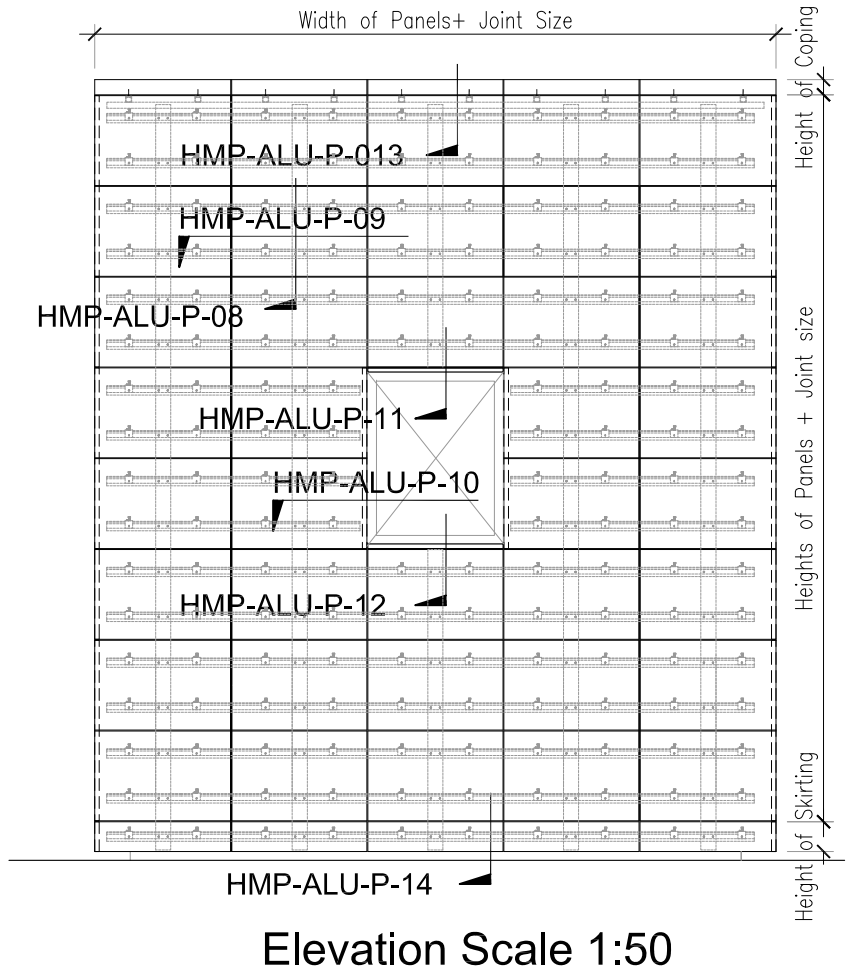 Width of Panels+ Joint Size
Height of Coping
HMP-ALU-P-013
HMP-ALU-P-09
HMP-ALU-P-08
HMP-ALU-P-11
Heights of Panels + Joint size
HMP-ALU-P-10
HMP-ALU-P-12
Height of Skirting
HMP-ALU-P-14
Elevation Scale 1:50